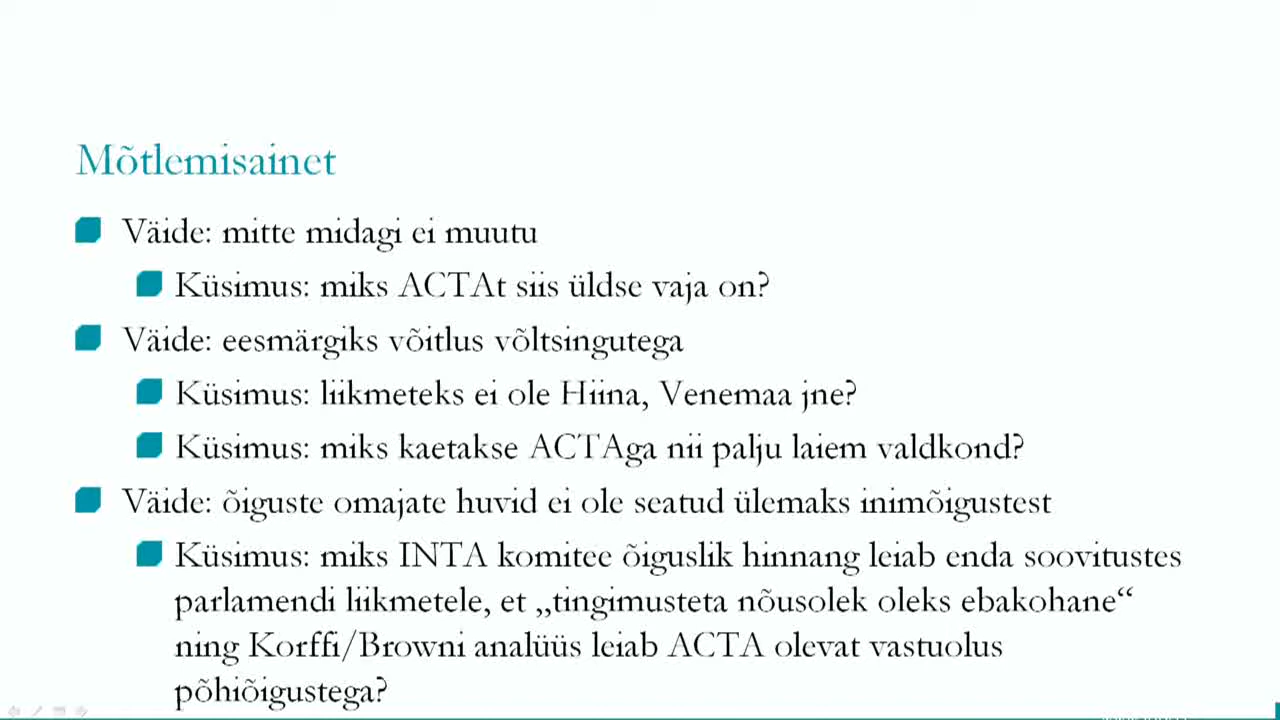 Mõtlemisainet
Väide: mitte midagi ei muutu
Küsimus: miks ACTAt siis üldse vaja on?
Väide: eesmärgiks võitlus võltsingutega
Küsimus: liikmeteks ei ole Hiina, Venemaa jne?
Küsimus: miks kaetakse ACTAga nii palju laiem valdkond?
Väide: õiguste omajate huvid ei ole seatud ülemaks inimõigustest
Küsimus: miks INTA komitee õiguslik hinnang leiab enda soovitustes
parlamendi liikmetele, et „tingimusteta nõusolek oleks ebakohane“
ning Korffi/Browni analüüs leiab ACTA olevat vastuolus
põhiõigustega?